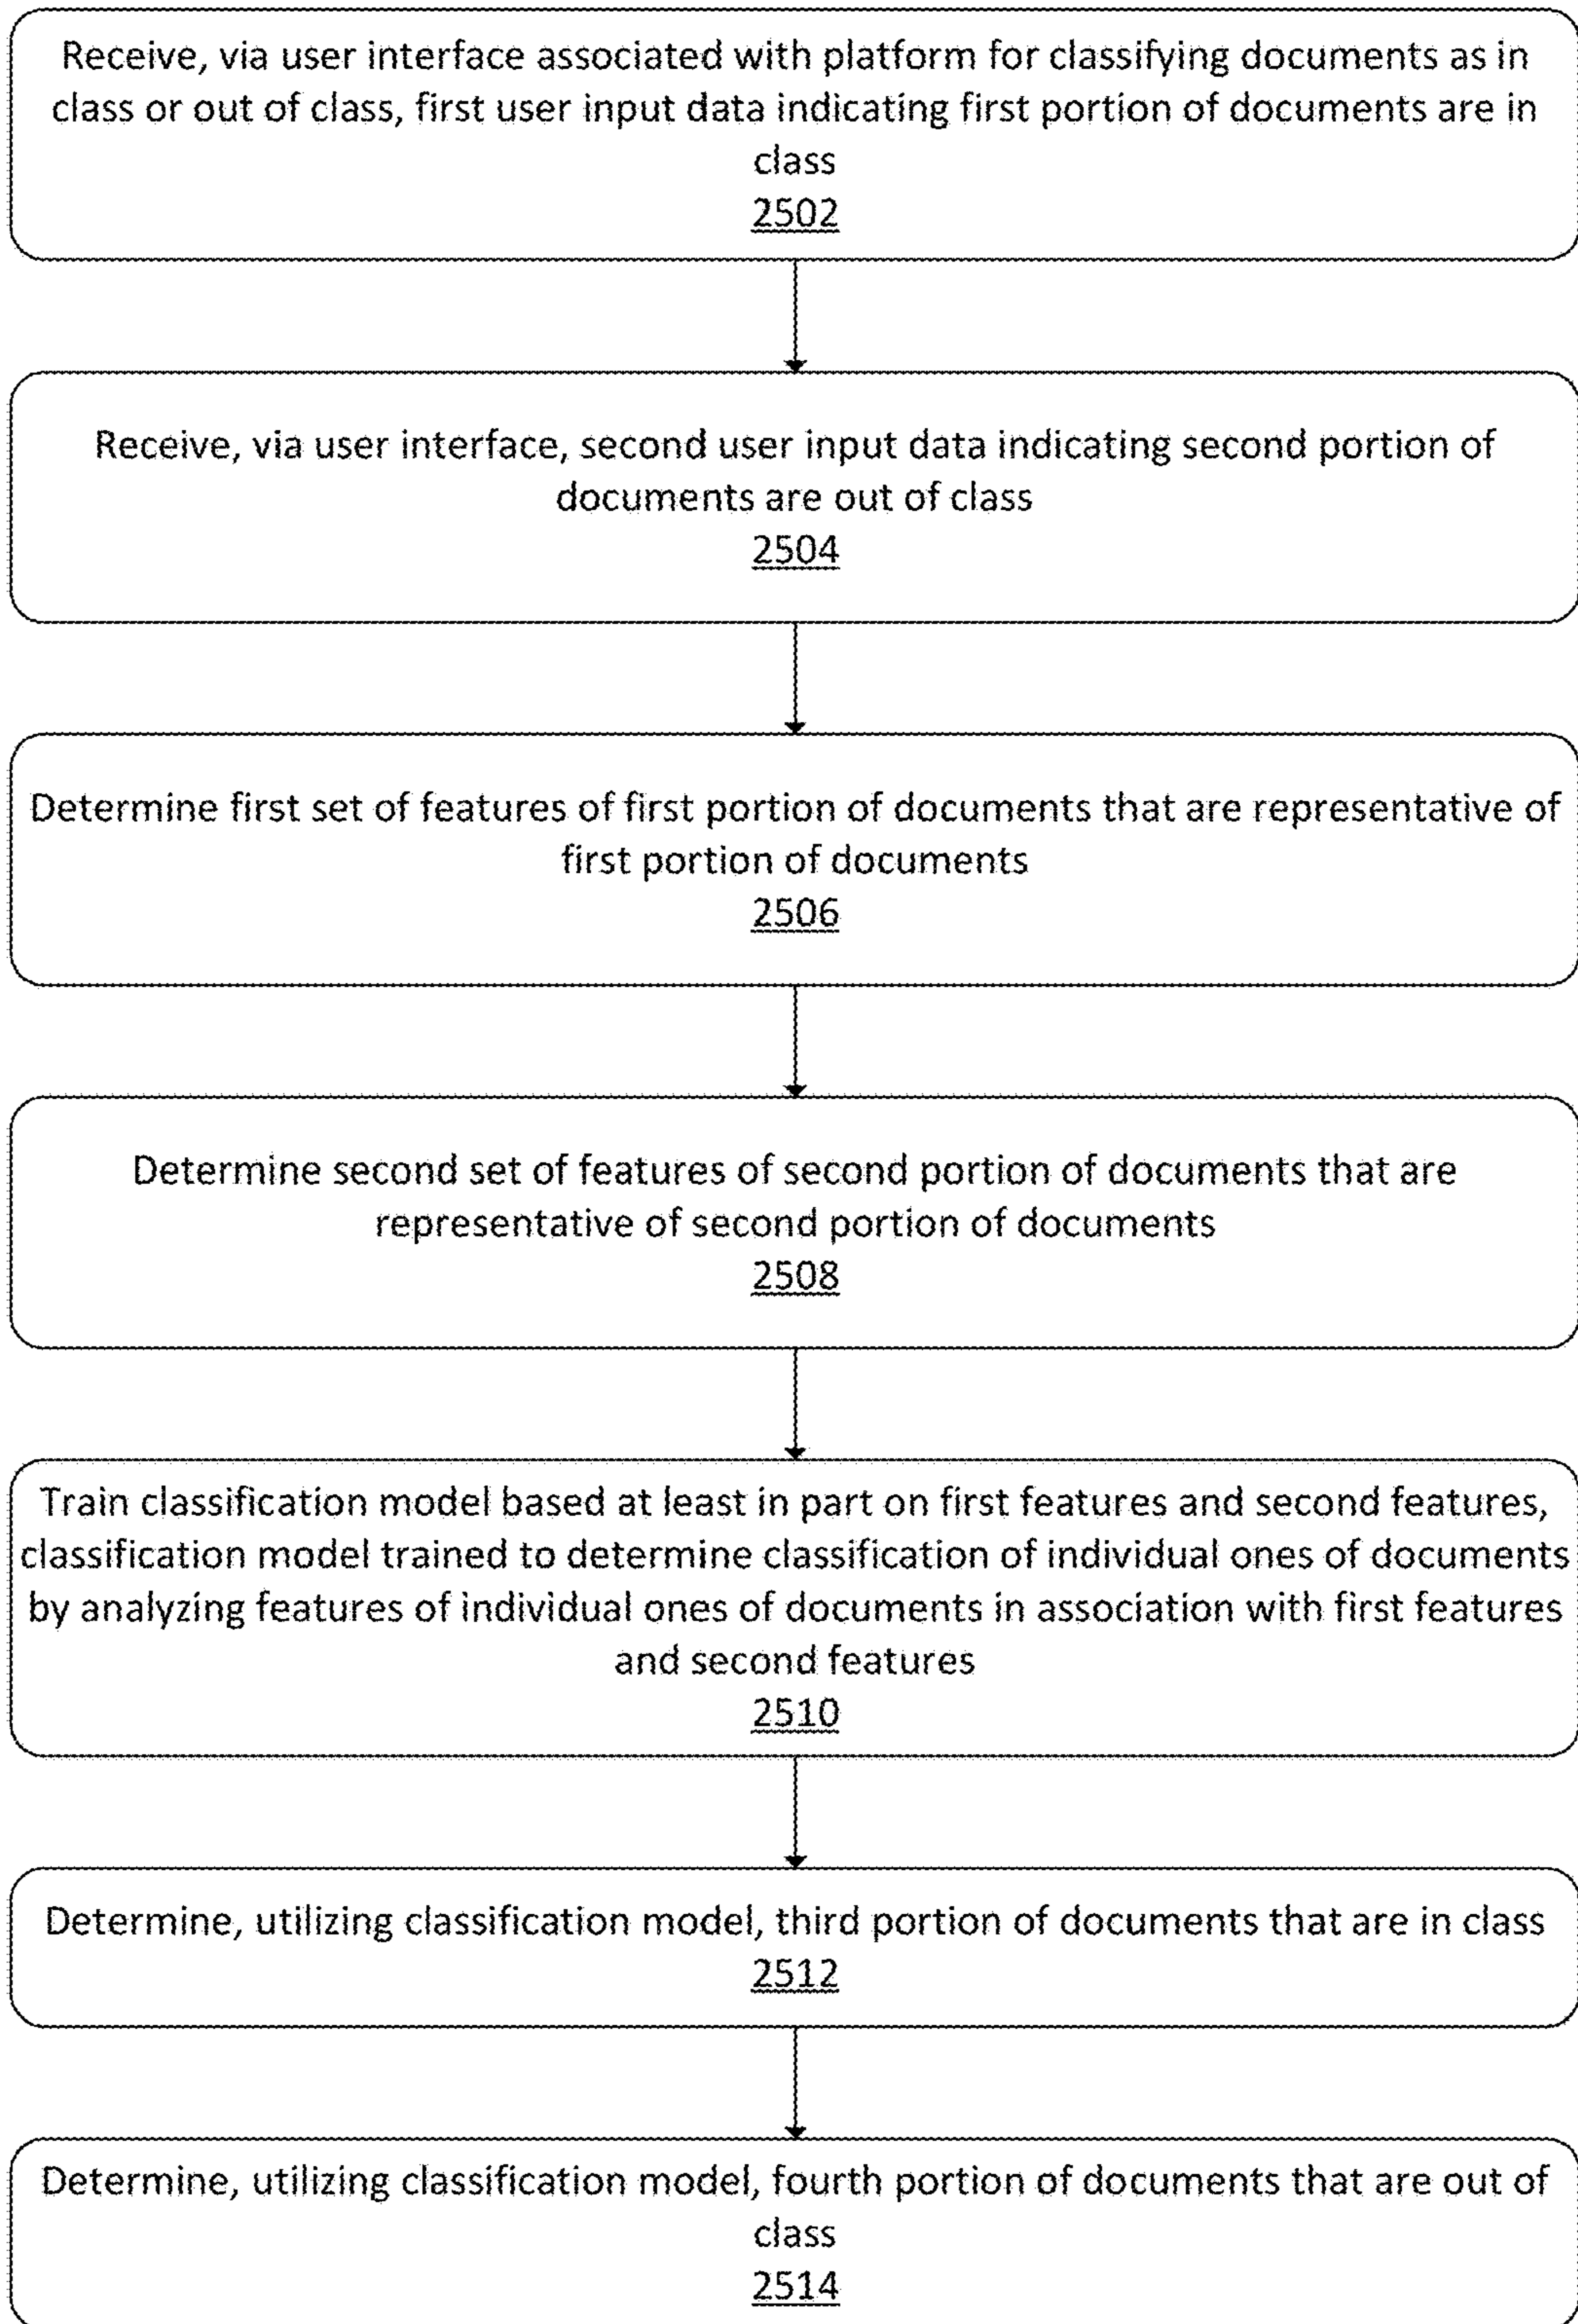 Receive, via user interface associated with platform for classifying documents as in
class or out of class, first user input data indicating first portion of documents are in
class
2502
Receive, via user interface, second user input data indicating second portion of
documents are out of class
2504
Determine first set of features of first portion of documents that are representative of
first portion of documents
2506
Determine second set of features of second portion of documents that are
representative of second portion of documents
2508
Train classification model based at least in part on first features and second features,
classification model trained to determine classification of individual ones of documents
by analyzing features of individual ones of documents in association with first features
and second features
2510
Determine, utilizing classification model, third portion of documents that are in class
2512
Determine, utilizing classification model, fourth portion of documents that are out of
class
2514